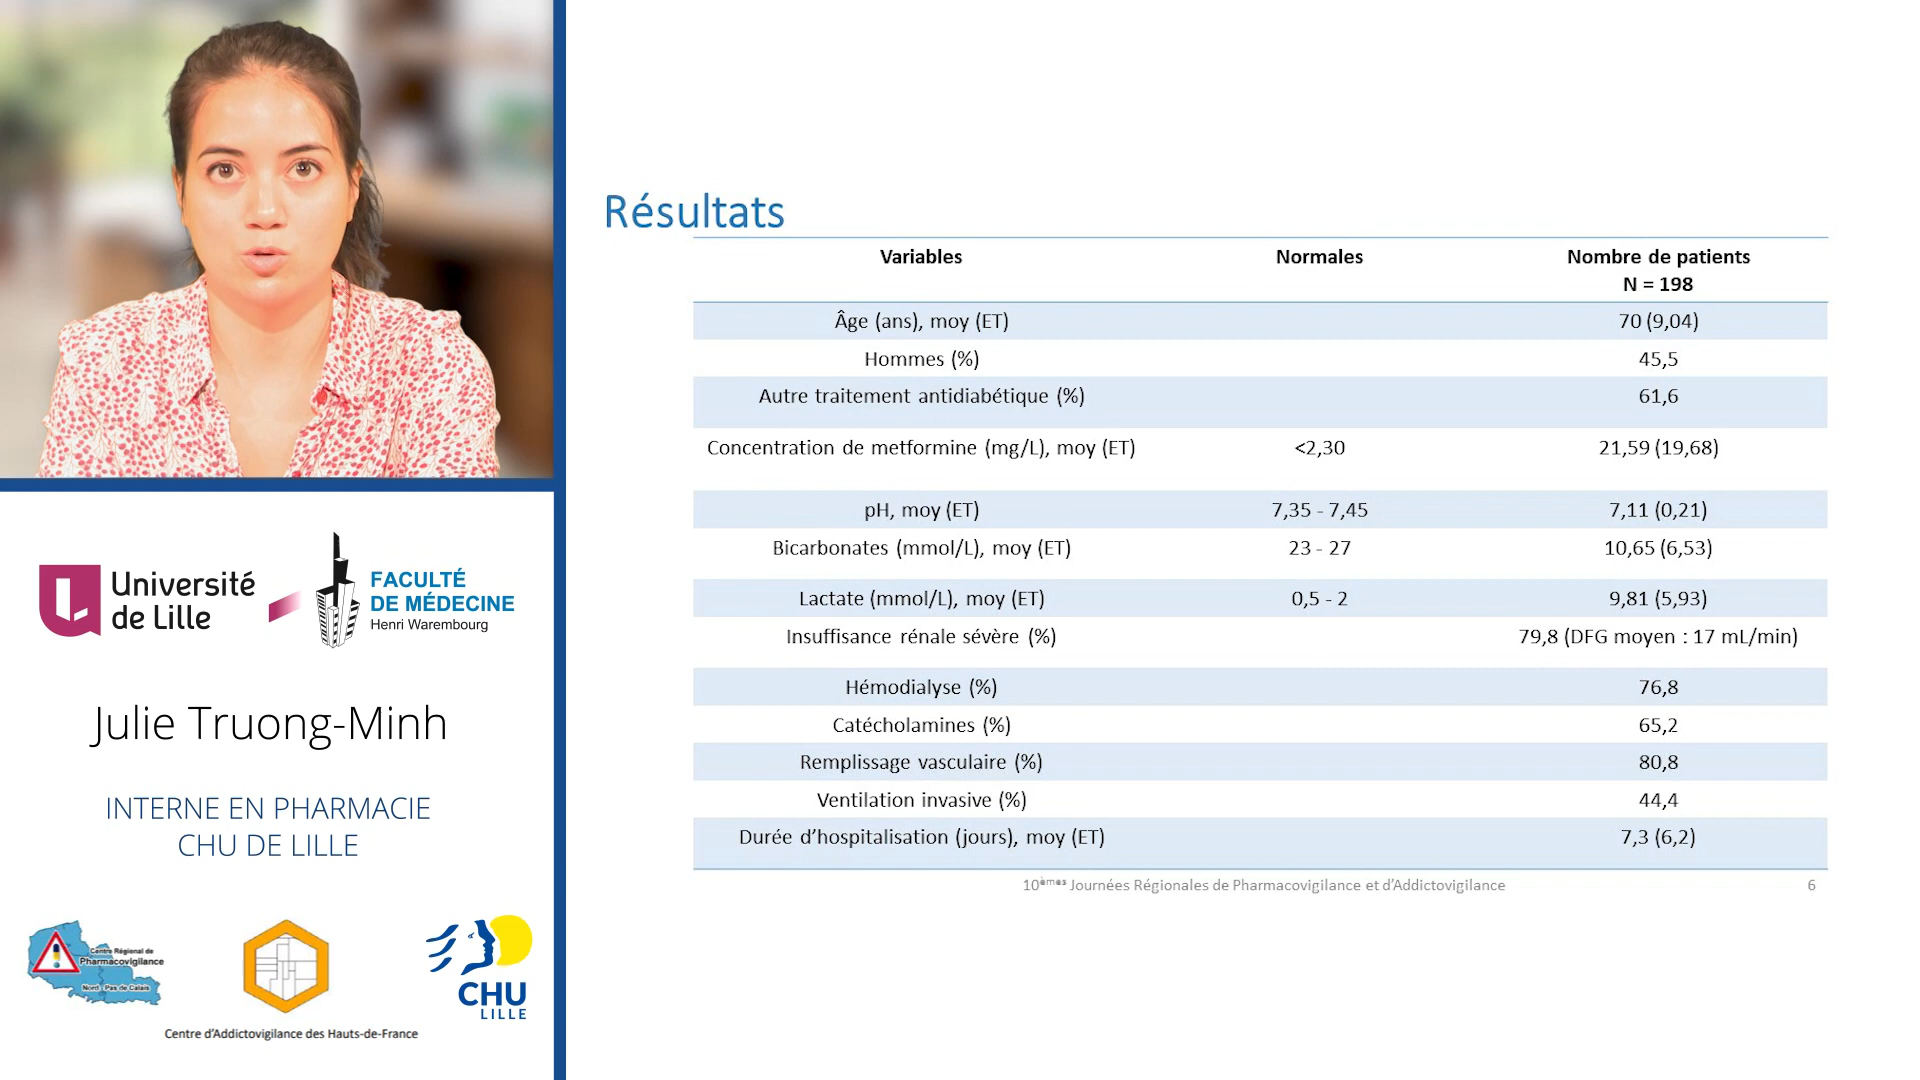 Université
de Lille
FACULTÉ
DE MÉDECINE
Henri Warembourg
Julie Truong-Minh
INTERNE EN PHARMACIE
CHU DE LILLE
Centre Régional de
Pharmacovigilance
Nord - Pas de Calais
CHU
LILLE
Centre d'Addictovigilance des Hauts-de-France
Résultats
Variables Normales Nombre de patients
N = 198
Âge (ans), moy (ET) 70 (9,04)
Hommes (%) 45,5
Autre traitement antidiabétique (%) 61,6
Concentration de metformine (mg/L), moy (ET) <2,30 21,59 (19,68)
pH, moy (ET) 7,35 - 7,45 7,11 (0,21)
Bicarbonates (mmol/L), moy (ET) 23 - 27 10,65 (6,53)
Lactate (mmol/L), moy (ET) 0,5 - 2 9,81 (5,93)
Insuffisance rénale sévère (%) 79,8 (DFG moyen : 17 mL/min)
Hémodialyse (%) 76,8
Catécholamines (%) 65,2
Remplissage vasculaire (%) 80,8
Ventilation invasive (%) 44,4
Durée d'hospitalisation (jours), moy (ET) 7,3 (6,2)
10èmes Journées Régionales de Pharmacovigilance et d'Addictovigilance 6